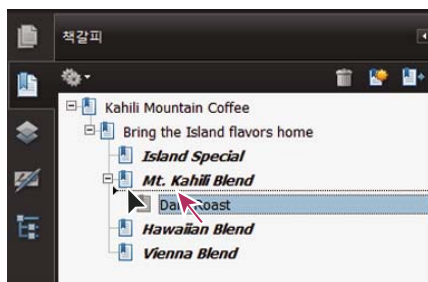 책갈피
Kahili Mountain Coffee
Bring the Island flavors home
Island Special
Mt. Kahili Blend
Dark Roast
Hawaiian Blend
Vienna Blend